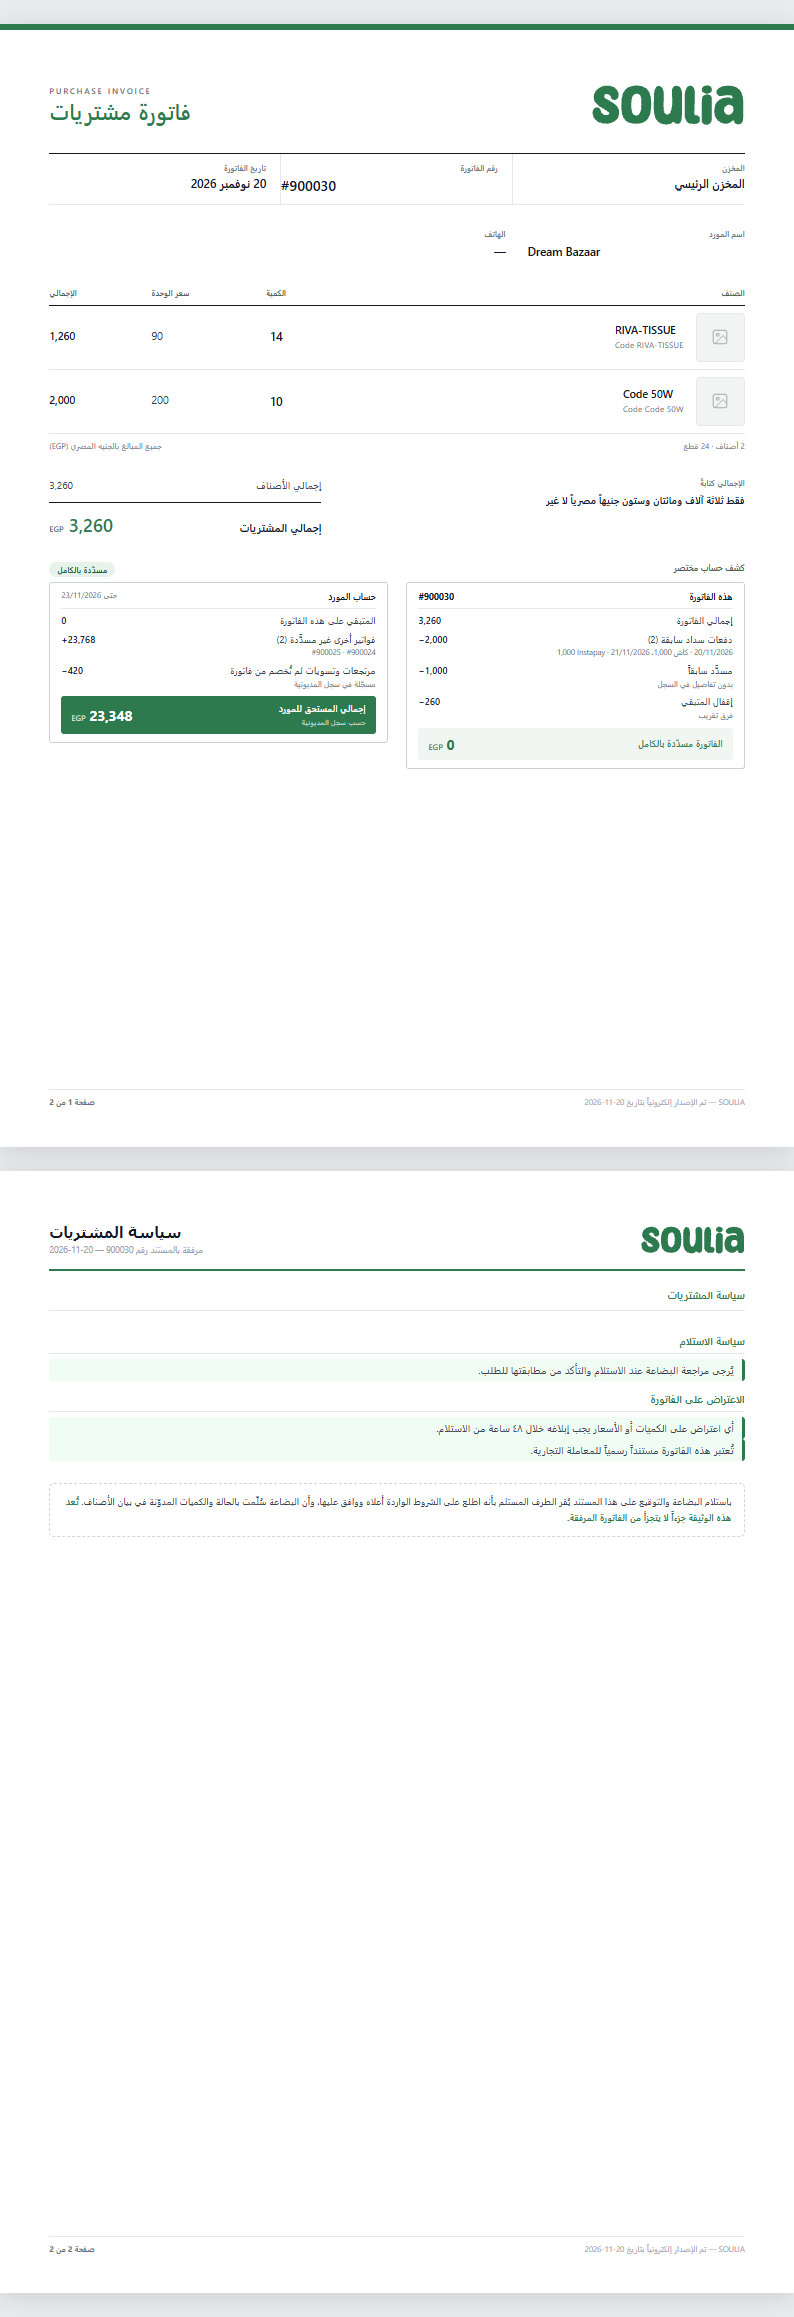 soulia
PURCHASE INVOICE
فاتورة مشتريات
المخزن
المخزن الرئيسي
رقم الفاتورة
#900030
تاريخ الفاتورة
20 نوفمبر 2026
اسم المورد
Dream Bazaar
الهاتف
—
الصنف الكمية سعر الوحدة الإجمالي
RIVA-TISSUE 14 90 1,260
Code RIVA-TISSUE
Code 50W 10 200 2,000
Code Code 50W
2 أصناف · 24 قطع
جميع المبالغ بالجنيه المصري (EGP)
الإجمالي كتابةً
فقط ثلاثة آلاف ومائتان وستون جنيهاً مصرياً لا غير
إجمالي الأصناف 3,260
إجمالي المشتريات 3,260 EGP
كشف حساب مختصر
مسدّدة بالكامل
هذه الفاتورة #900030
إجمالي الفاتورة 3,260
دفعات سداد سابقة (2) −2,000
20/11/2026 · كاش 1,000، 21/11/2026 · Instapay 1,000
مسدَّد سابقاً −1,000
بدون تفاصيل في السجل
إقفال المتبقي −260
فرق تقريب
الفاتورة مسدّدة بالكامل 0 EGP
حساب المورد حتى 23/11/2026
المتبقي على هذه الفاتورة 0
فواتير أخرى غير مسدَّدة (2) +23,768
#900024 · #900025
مرتجعات وتسويات لم تُخصم من فاتورة −420
مسجّلة في سجل المديونية
إجمالي المستحق للمورد 23,348 EGP
حسب سجل المديونية
SOULIA — تم الإصدار إلكترونياً بتاريخ 20-11-2026
صفحة 1 من 2
soulia
سياسة المشتريات
مرفقة بالمستند رقم 900030 — 20-11-2026
سياسة المشتريات
سياسة الاستلام
يُرجى مراجعة البضاعة عند الاستلام والتأكد من مطابقتها للطلب.
الاعتراض على الفاتورة
أي اعتراض على الكميات أو الأسعار يجب إبلاغه خلال ٤٨ ساعة من الاستلام.
تُعتبر هذه الفاتورة مستنداً رسمياً للمعاملة التجارية.
باستلام البضاعة والتوقيع على هذا المستند يُقر الطرف المستلم بأنه اطلع على الشروط الواردة أعلاه ووافق عليها، وأن البضاعة سُلّمت بالحالة والكميات المدوّنة في بيان الأصناف. تُعد
هذه الوثيقة جزءاً لا يتجزأ من الفاتورة المرفقة.
SOULIA — تم الإصدار إلكترونياً بتاريخ 20-11-2026
صفحة 2 من 2